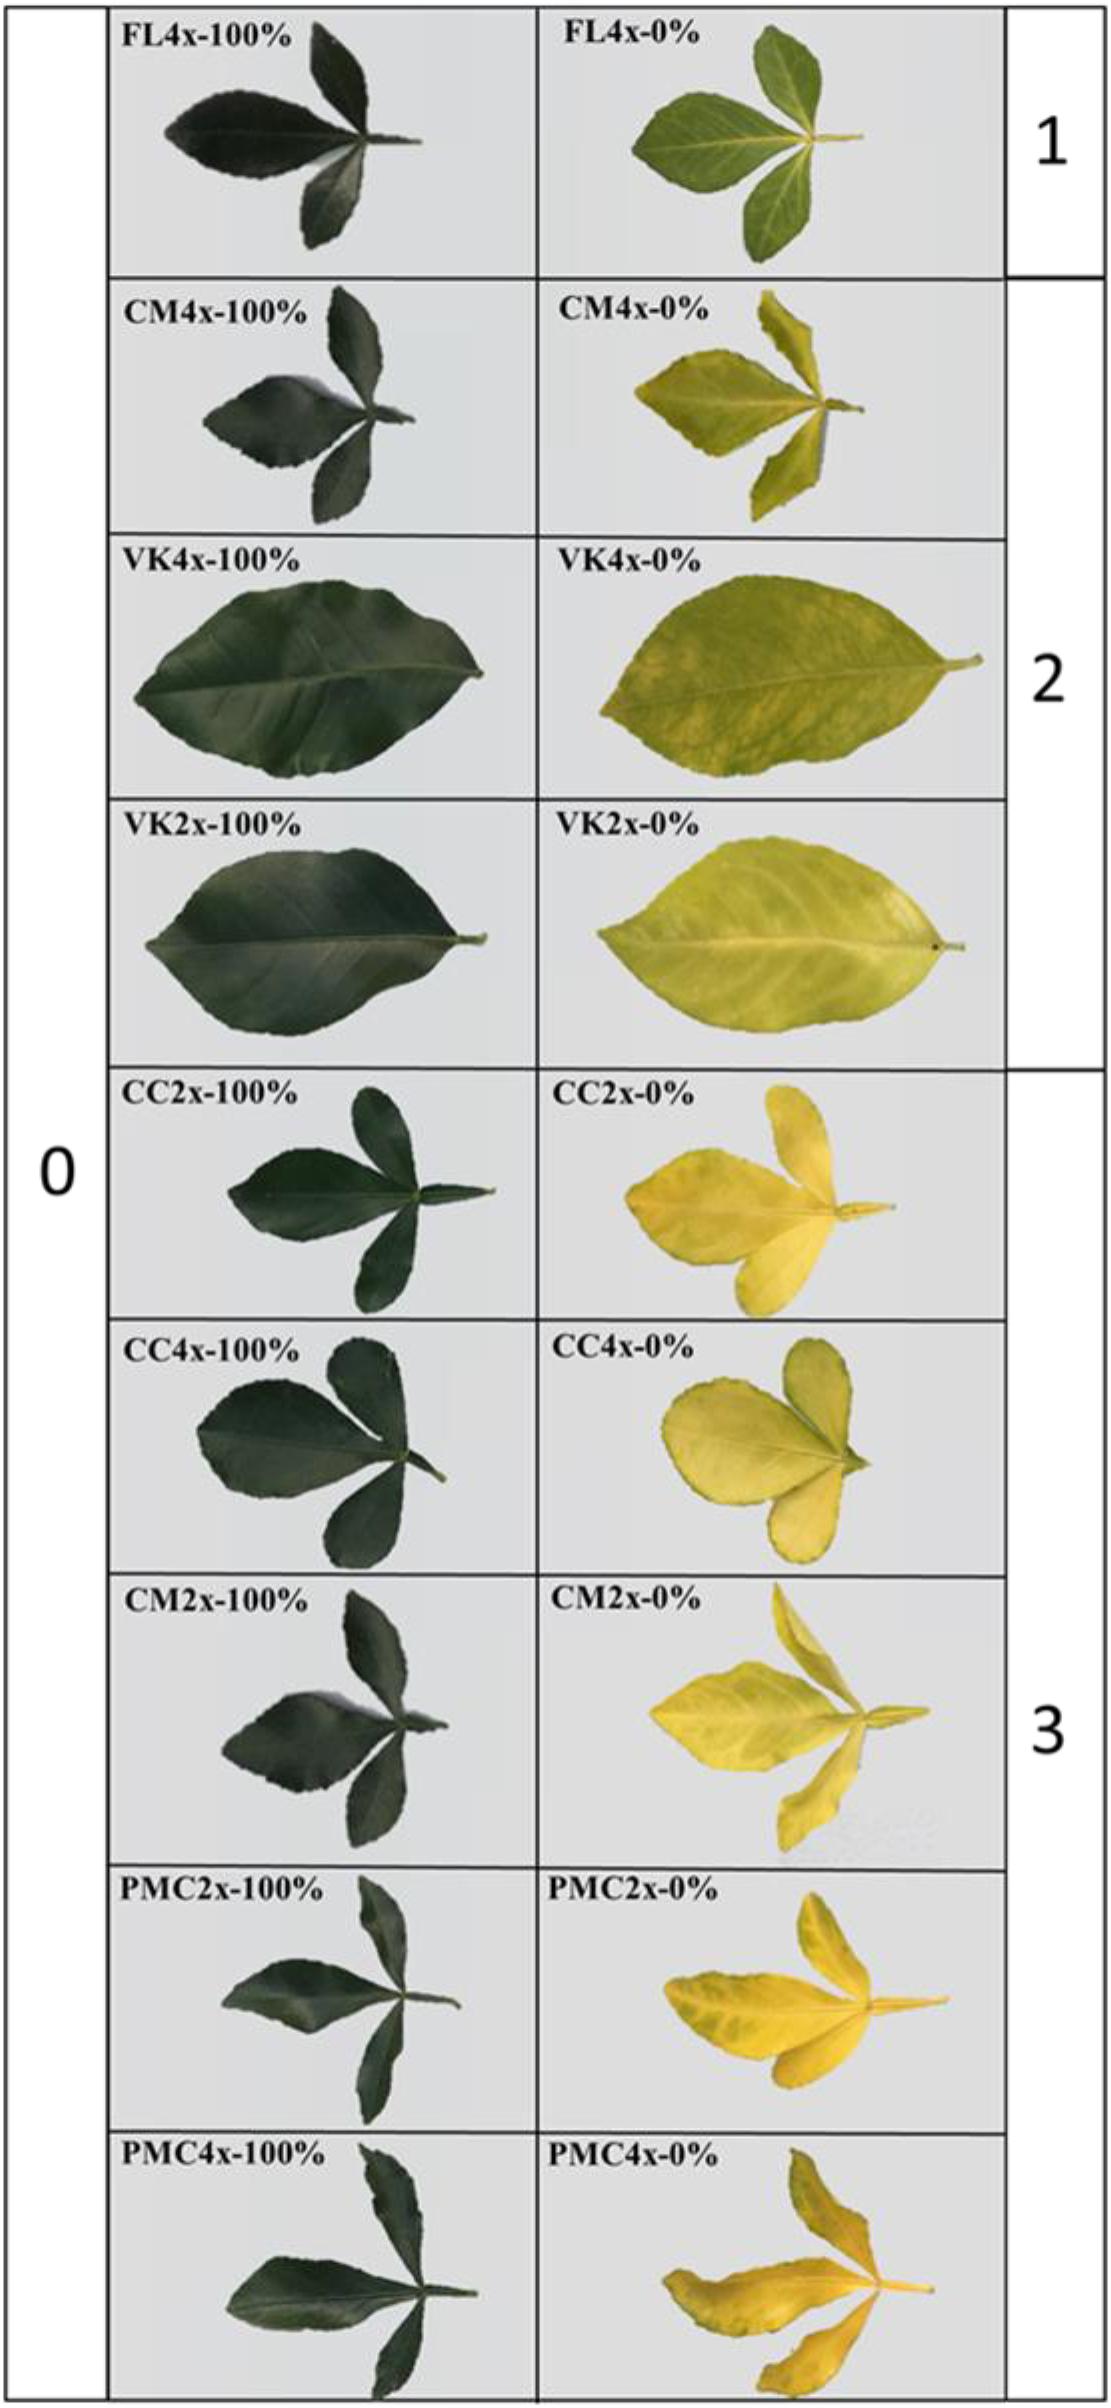 FL4x-100% FL4x-0%
1
CM4x-100% CM4x-0%
VK4x-100% VK4x-0%
2
VK2x-100% VK2x-0%
CC2x-100% CC2x-0%
0
CC4x-100% CC4x-0%
CM2x-100% CM2x-0%
3
PMC2x-100% PMC2x-0%
PMC4x-100% PMC4x-0%